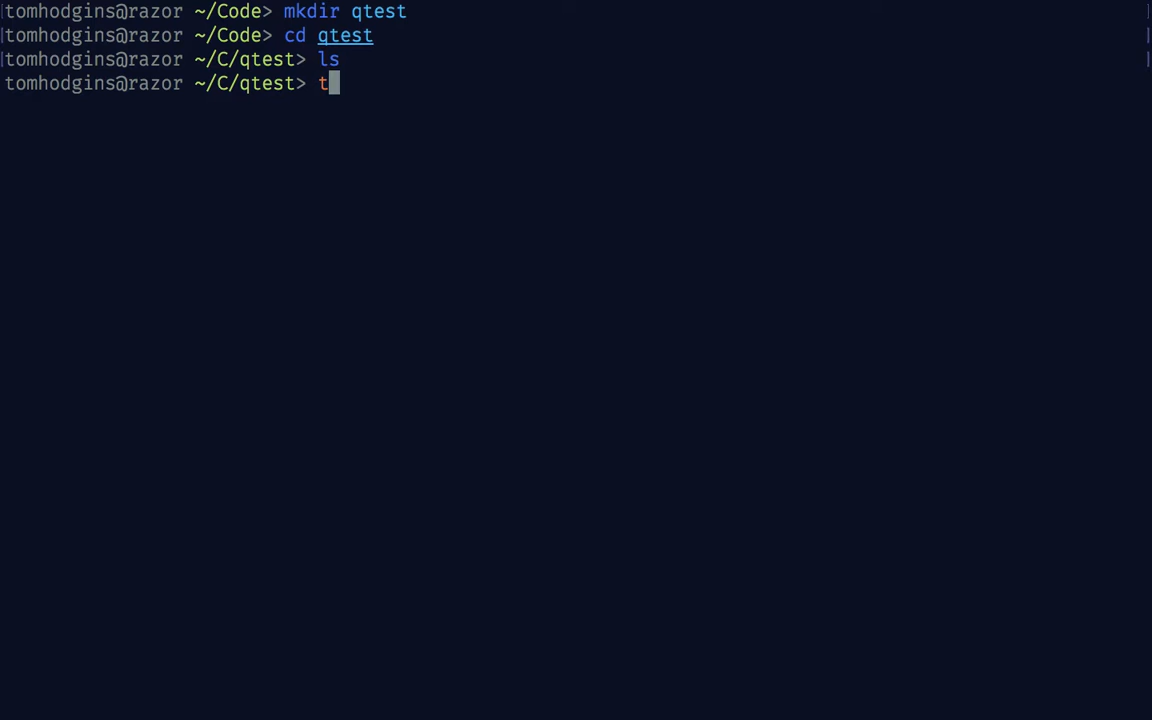 tomhodgins@razor ~/Code> mkdir qtest
tomhodgins@razor ~/Code> cd qtest
tomhodgins@razor ~/C/qtest> ls
tomhodgins@razor ~/C/qtest> t